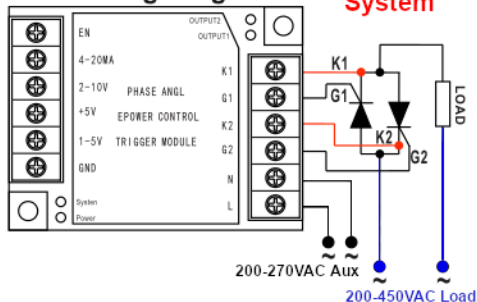 System
OUTPUT2
OUTPUT1
EN
4-20MA
2-10V
+5V
1-5V
GND
PHASE ANGL
EPOWER CONTROL
TRIGGER MODULE
K1
G1
K2
G2
N
L
Systen
Power
K1
G1
K2
G2
LOAD
200-270VAC Aux
200-450VAC Load